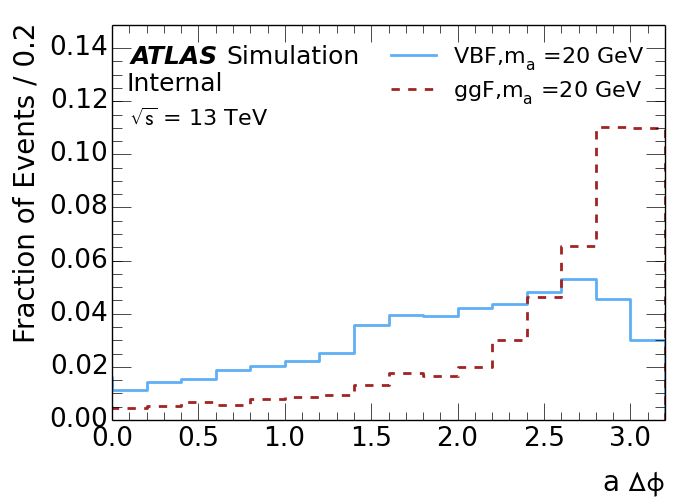 ATLAS Simulation
Internal
√s = 13 TeV
VBF,mₐ =20 GeV
ggF,mₐ =20 GeV
Fraction of Events / 0.2
0.14
0.12
0.10
0.08
0.06
0.04
0.02
0.00
0.0 0.5 1.0 1.5 2.0 2.5 3.0
a Δϕ